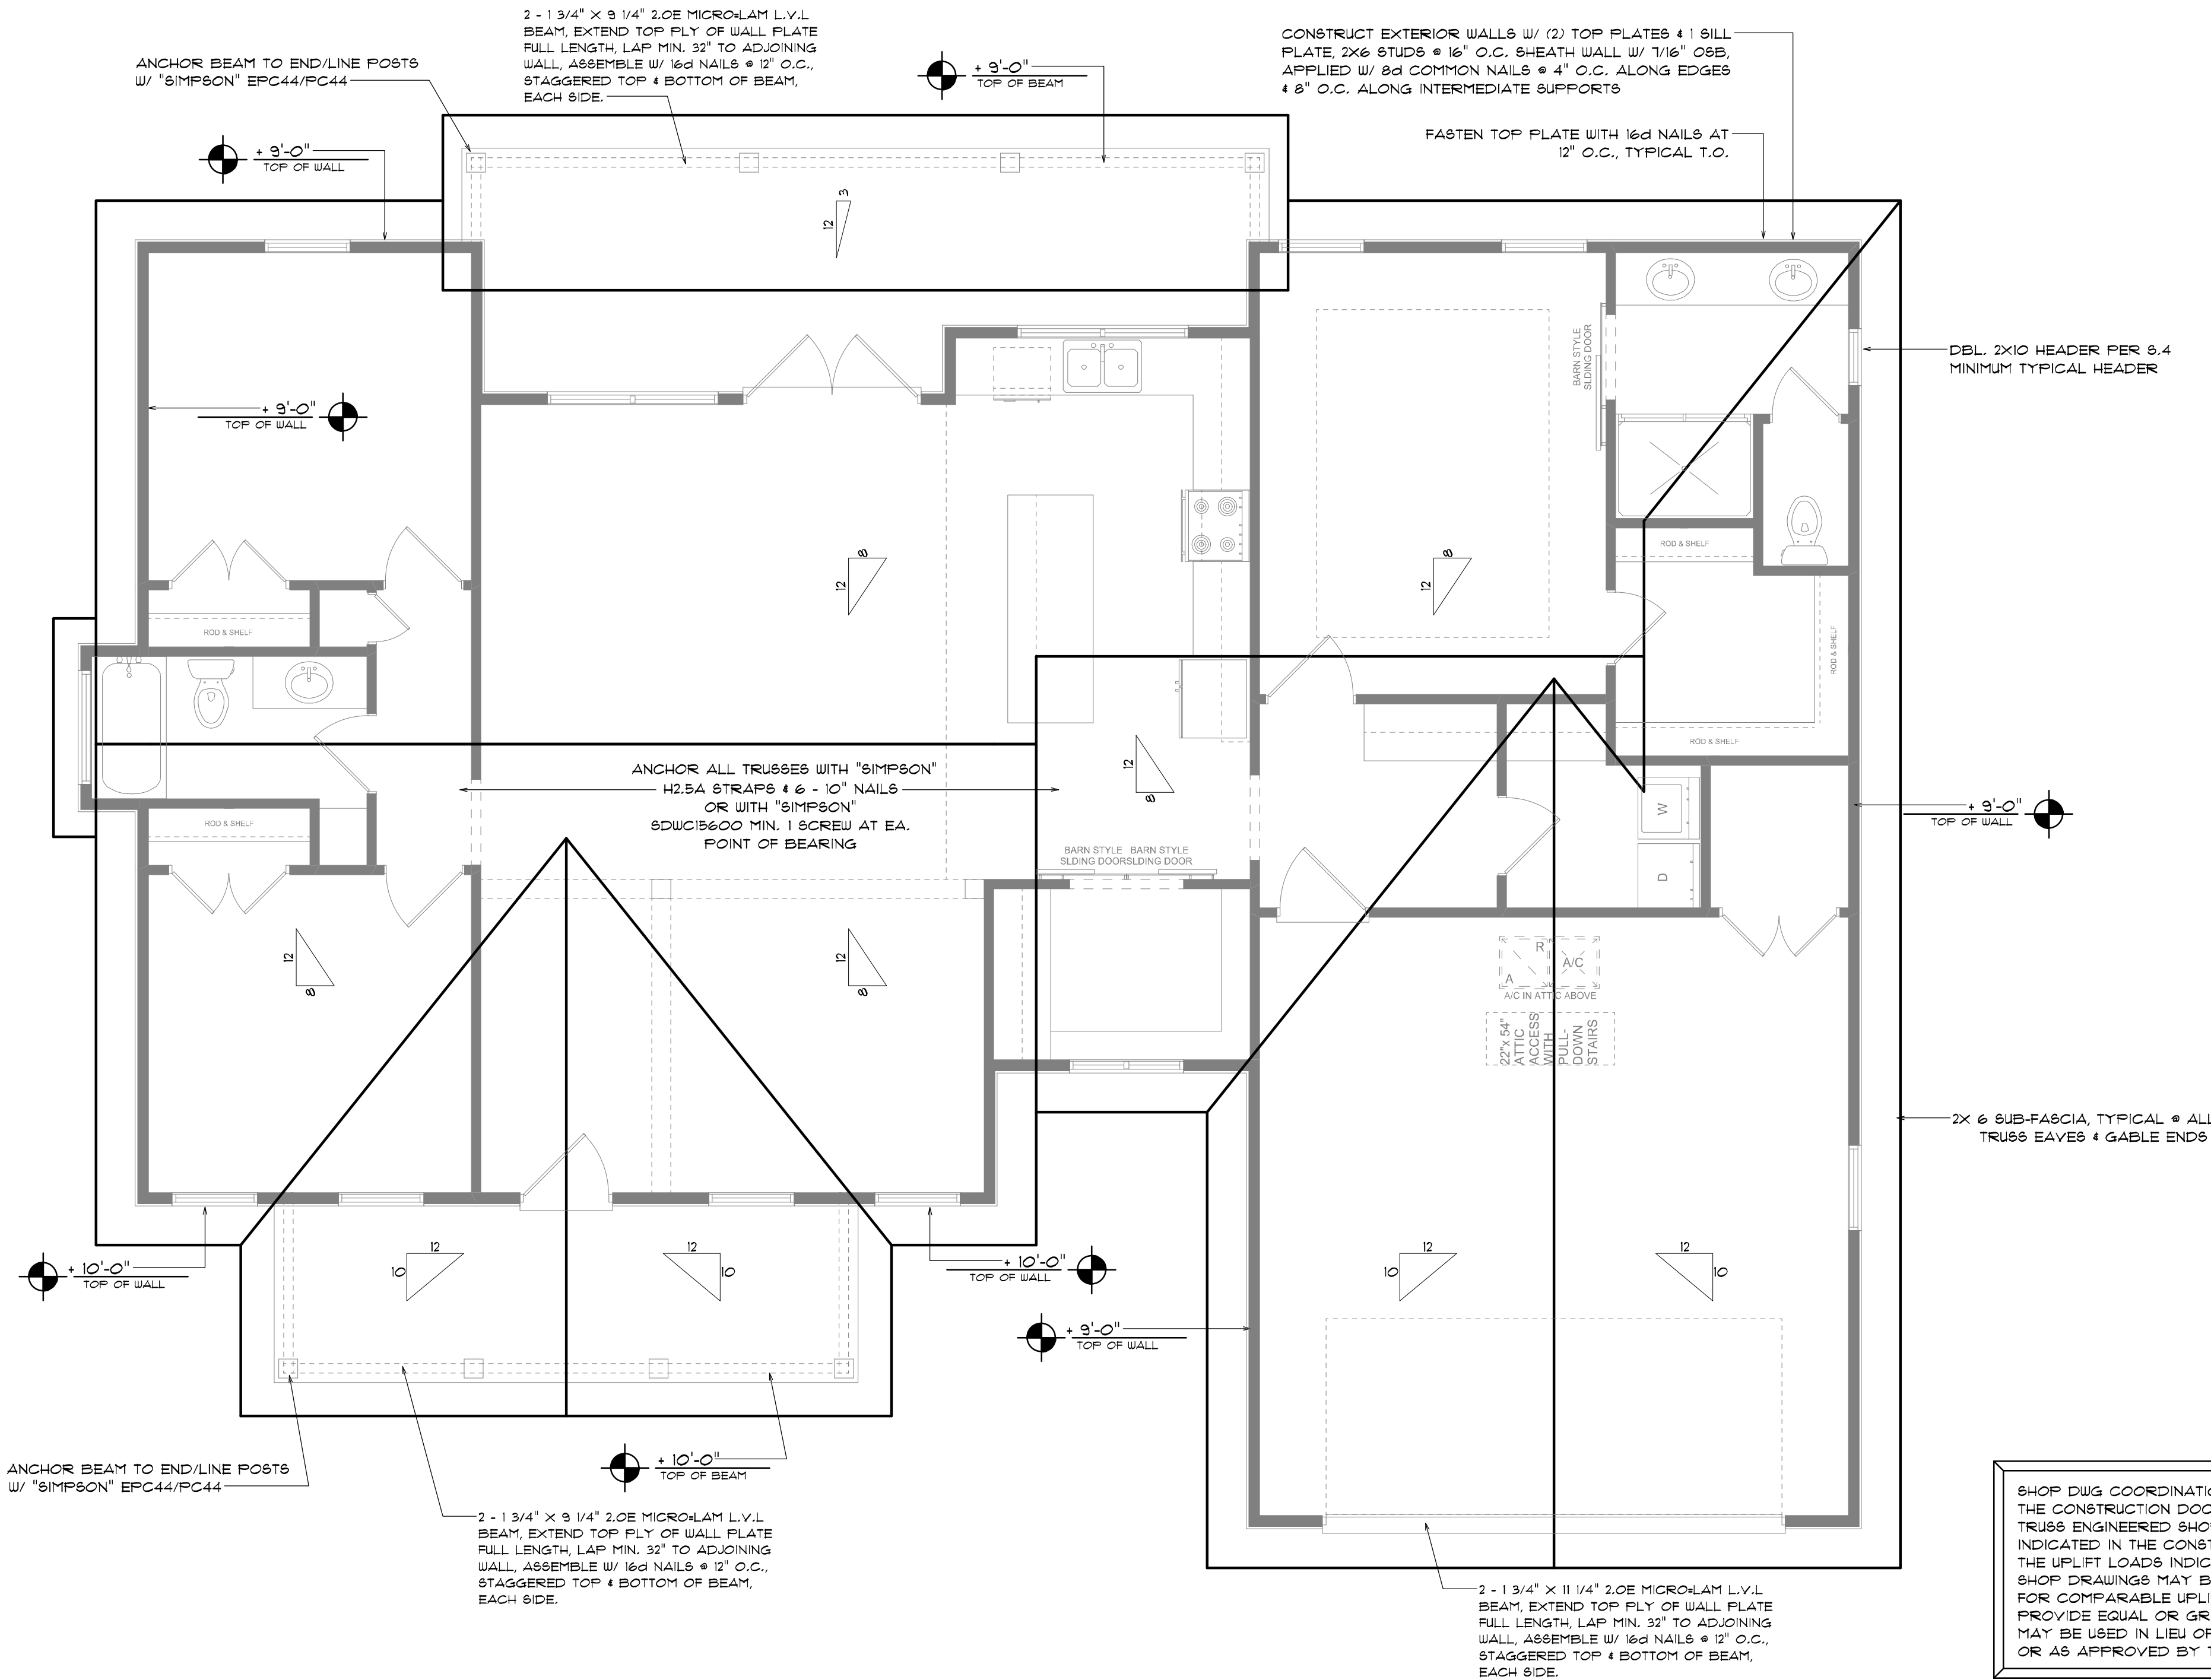 2 - 1 3/4" X 9 1/4" 2.0E MICRO=LAM L.V.L
BEAM, EXTEND TOP PLY OF WALL PLATE
FULL LENGTH, LAP MIN. 32" TO ADJOINING
WALL, ASSEMBLE W/ 16d NAILS @ 12" O.C.,
STAGGERED TOP & BOTTOM OF BEAM,
EACH SIDE.
ANCHOR BEAM TO END/LINE POSTS
W/ "SIMPSON" EPC44/PC44
+ 9'-0"
TOP OF BEAM
CONSTRUCT EXTERIOR WALLS W/ (2) TOP PLATES & 1 SILL
PLATE, 2X6 STUDS @ 16" O.C. SHEATH WALL W/ 7/16" OSB,
APPLIED W/ 8d COMMON NAILS @ 4" O.C. ALONG EDGES
& 8" O.C. ALONG INTERMEDIATE SUPPORTS
FASTEN TOP PLATE WITH 16d NAILS AT
12" O.C., TYPICAL T.O.
+ 9'-0"
TOP OF WALL
3
12
BARN STYLE
SLDING DOOR
DBL. 2X10 HEADER PER S.4
MINIMUM TYPICAL HEADER
+ 9'-0"
TOP OF WALL
8
12
8
12
ROD & SHELF
ROD & SHELF
ROD & SHELF
ROD & SHELF
12
8
ANCHOR ALL TRUSSES WITH "SIMPSON"
H2.5A STRAPS & 6 - 10" NAILS
OR WITH "SIMPSON"
SDWC15600 MIN. 1 SCREW AT EA.
POINT OF BEARING
W
D
+ 9'-0"
TOP OF WALL
ROD & SHELF
BARN STYLE BARN STYLE
SLDING DOORSLDING DOOR
12
8
12
8
R
A
A/C
A/C IN ATTIC ABOVE
22"x 54"
ATTIC
ACCESS
WITH
PULL-
DOWN
STAIRS
2X 6 SUB-FASCIA, TYPICAL @ ALL
TRUSS EAVES & GABLE ENDS
12
10
12
10
12
10
12
10
+ 10'-0"
TOP OF WALL
+ 10'-0"
TOP OF WALL
+ 9'-0"
TOP OF WALL
ANCHOR BEAM TO END/LINE POSTS
W/ "SIMPSON" EPC44/PC44
+ 10'-0"
TOP OF BEAM
2 - 1 3/4" X 9 1/4" 2.0E MICRO=LAM L.V.L
BEAM, EXTEND TOP PLY OF WALL PLATE
FULL LENGTH, LAP MIN. 32" TO ADJOINING
WALL, ASSEMBLE W/ 16d NAILS @ 12" O.C.,
STAGGERED TOP & BOTTOM OF BEAM,
EACH SIDE.
2 - 1 3/4" X 11 1/4" 2.0E MICRO=LAM L.V.L
BEAM, EXTEND TOP PLY OF WALL PLATE
FULL LENGTH, LAP MIN. 32" TO ADJOINING
WALL, ASSEMBLE W/ 16d NAILS @ 12" O.C.,
STAGGERED TOP & BOTTOM OF BEAM,
EACH SIDE.
SHOP DWG COORDINATIO
THE CONSTRUCTION DOC
TRUSS ENGINEERED SHO
INDICATED IN THE CONST
THE UPLIFT LOADS INDIC
SHOP DRAWINGS MAY B
FOR COMPARABLE UPLI
PROVIDE EQUAL OR GR
MAY BE USED IN LIEU OF
OR AS APPROVED BY T